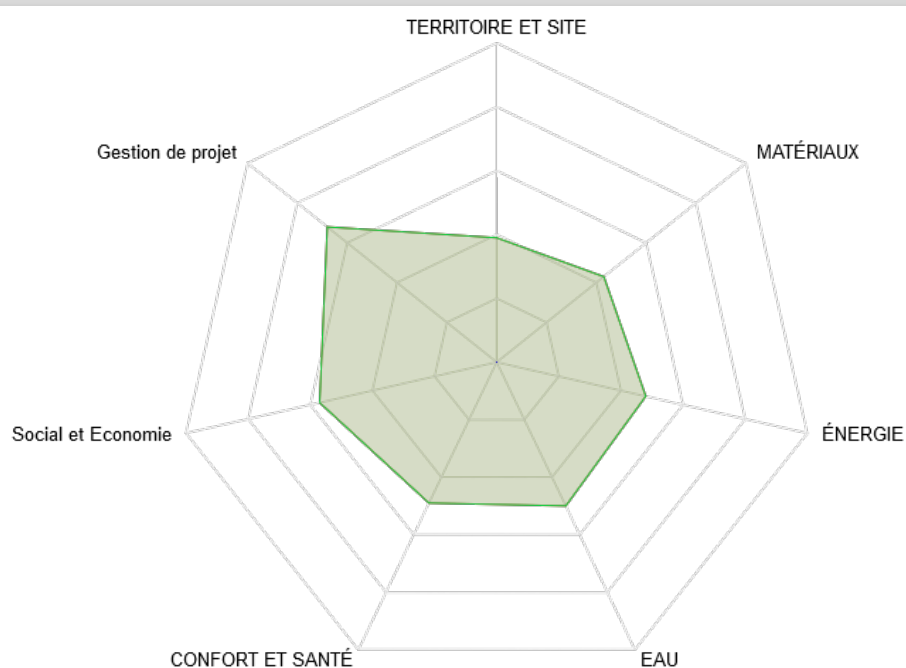 TERRITOIRE ET SITE
Gestion de projet
MATÉRIAUX
Social et Economie
ÉNERGIE
CONFORT ET SANTÉ
EAU